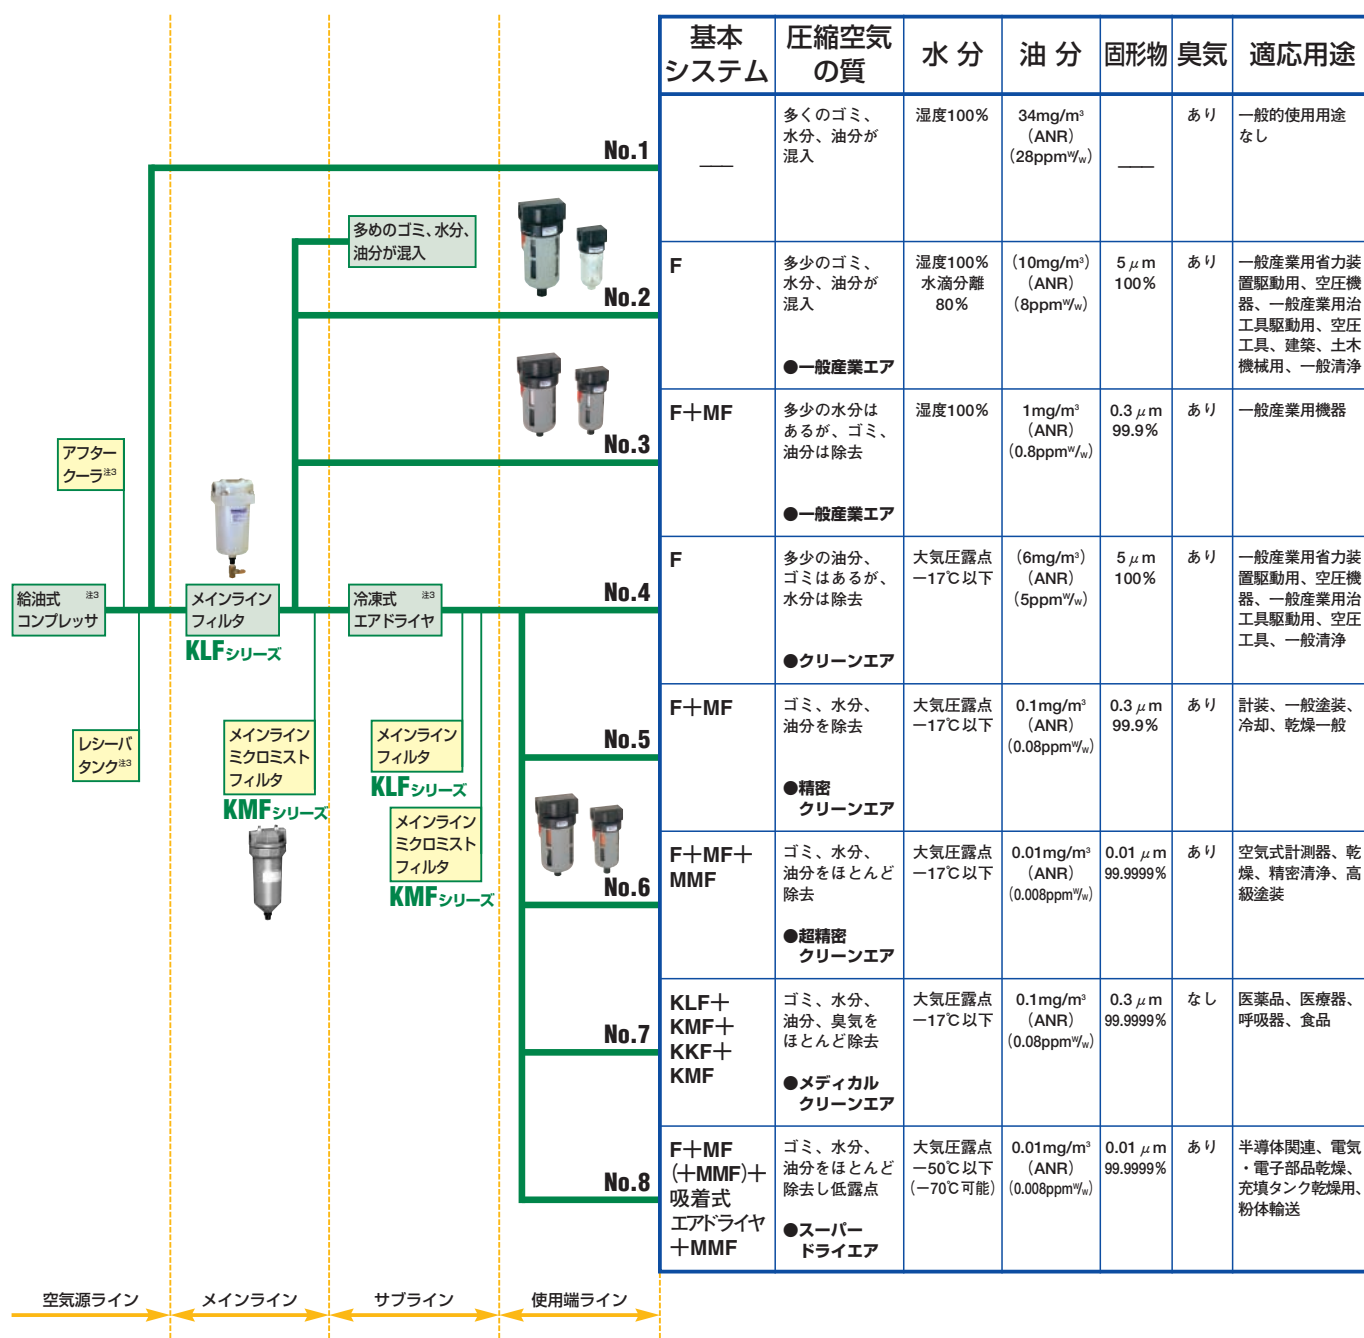 基本
システム
圧縮空気
の質
水 分
油 分
固形物
臭気
適応用途
No.1
——
多くのゴミ、
水分、油分が
混入
湿度100%
34mg/m³
(ANR)
(28ppmW/W)
——
あり
一般的使用用途
なし
多めのゴミ、水分、
油分が混入
No.2
F
多少のゴミ、
水分、油分が
混入
●一般産業エア
湿度100%
水滴分離
80%
(10mg/m³)
(ANR)
(8ppmW/W)
5μm
100%
あり
一般産業用省力装
置駆動用、空圧機
器、一般産業用治
工具駆動用、空圧
工具、建築、土木
機械用、一般清浄
No.3
F＋MF
多少の水分は
あるが、ゴミ、
油分は除去
●一般産業エア
湿度100%
1mg/m³
(ANR)
(0.8ppmW/W)
0.3μm
99.9%
あり
一般産業用機器
アフター
クーラ注3
給油式 注3
コンプレッサ
レシーバ
タンク注3
メインライン
フィルタ
KLFシリーズ
メインライン
ミクロミスト
フィルタ
KMFシリーズ
冷凍式 注3
エアドライヤ
メインライン
フィルタ
KLFシリーズ
メインライン
ミクロミスト
フィルタ
KMFシリーズ
No.4
F
多少の油分、
ゴミはあるが、
水分は除去
●クリーンエア
大気圧露点
−17℃以下
(6mg/m³)
(ANR)
(5ppmW/W)
5μm
100%
あり
一般産業用省力装
置駆動用、空圧機
器、一般産業用治
工具駆動用、空圧
工具、一般清浄
No.5
F＋MF
ゴミ、水分、
油分を除去
●精密
クリーンエア
大気圧露点
−17℃以下
0.1mg/m³
(ANR)
(0.08ppmW/W)
0.3μm
99.9%
あり
計装、一般塗装、
冷却、乾燥一般
No.6
F＋MF＋
MMF
ゴミ、水分、
油分をほとんど
除去
●超精密
クリーンエア
大気圧露点
−17℃以下
0.01mg/m³
(ANR)
(0.008ppmW/W)
0.01μm
99.9999%
あり
空気式計測器、乾
燥、精密清浄、高
級塗装
No.7
KLF＋
KMF＋
KKF＋
KMF
ゴミ、水分、
油分、臭気を
ほとんど除去
●メディカル
クリーンエア
大気圧露点
−17℃以下
0.1mg/m³
(ANR)
(0.08ppmW/W)
0.3μm
99.9999%
なし
医薬品、医療器、
呼吸器、食品
No.8
F＋MF
(＋MMF)＋
吸着式
エアドライヤ
＋MMF
ゴミ、水分、
油分をほとんど
除去し低露点
●スーパー
ドライエア
大気圧露点
−50℃以下
(−70℃可能)
0.01mg/m³
(ANR)
(0.008ppmW/W)
0.01μm
99.9999%
あり
半導体関連、電気
・電子部品乾燥、
充填タンク乾燥用、
粉体輸送
空気源ライン
メインライン
サブライン
使用端ライン